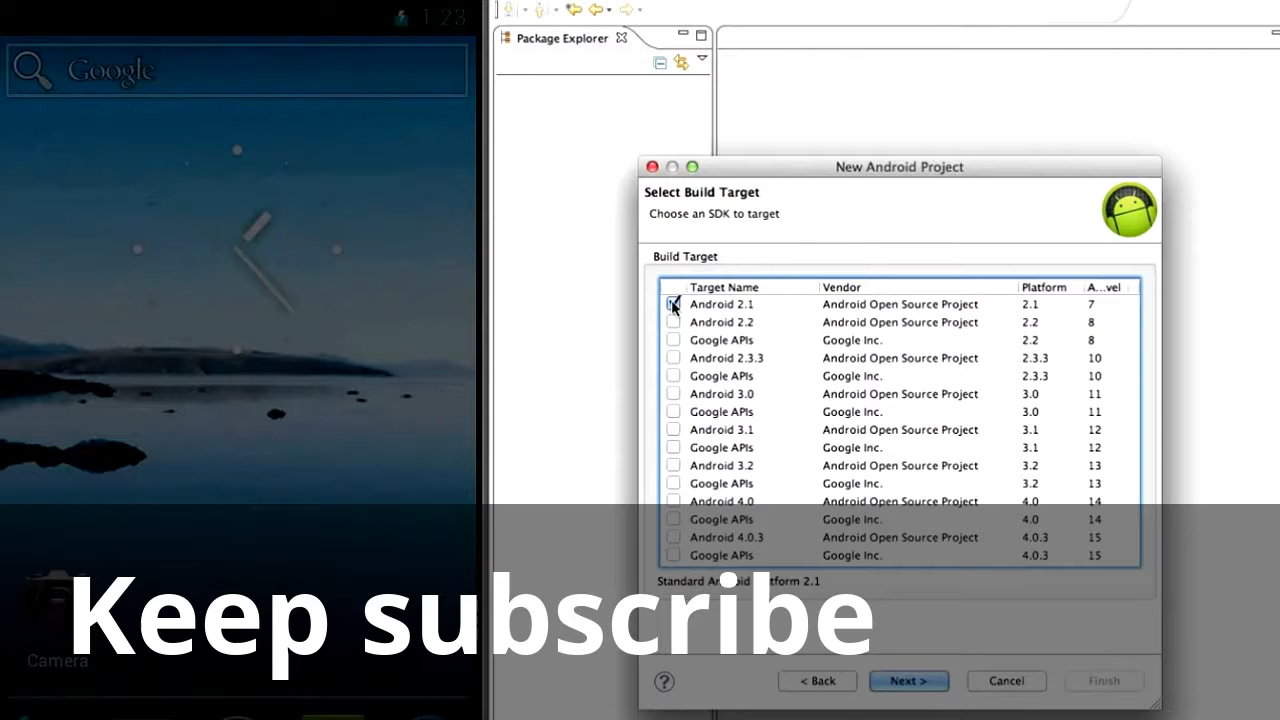 1:23
Google
Package Explorer
New Android Project
Select Build Target
Choose an SDK to target
Build Target
Target Name Vendor Platform A...vel
Android 2.1 Android Open Source Project 2.1 7
Android 2.2 Android Open Source Project 2.2 8
Google APIs Google Inc. 2.2 8
Android 2.3.3 Android Open Source Project 2.3.3 10
Google APIs Google Inc. 2.3.3 10
Android 3.0 Android Open Source Project 3.0 11
Google APIs Google Inc. 3.0 11
Android 3.1 Android Open Source Project 3.1 12
Google APIs Google Inc. 3.1 12
Android 3.2 Android Open Source Project 3.2 13
Google APIs Google Inc. 3.2 13
Android 4.0 Android Open Source Project 4.0 14
Google APIs Google Inc. 4.0 14
Android 4.0.3 Android Open Source Project 4.0.3 15
Google APIs Google Inc. 4.0.3 15
Standard Android Platform 2.1
Keep subscribe
Camera
? < Back Next > Cancel Finish